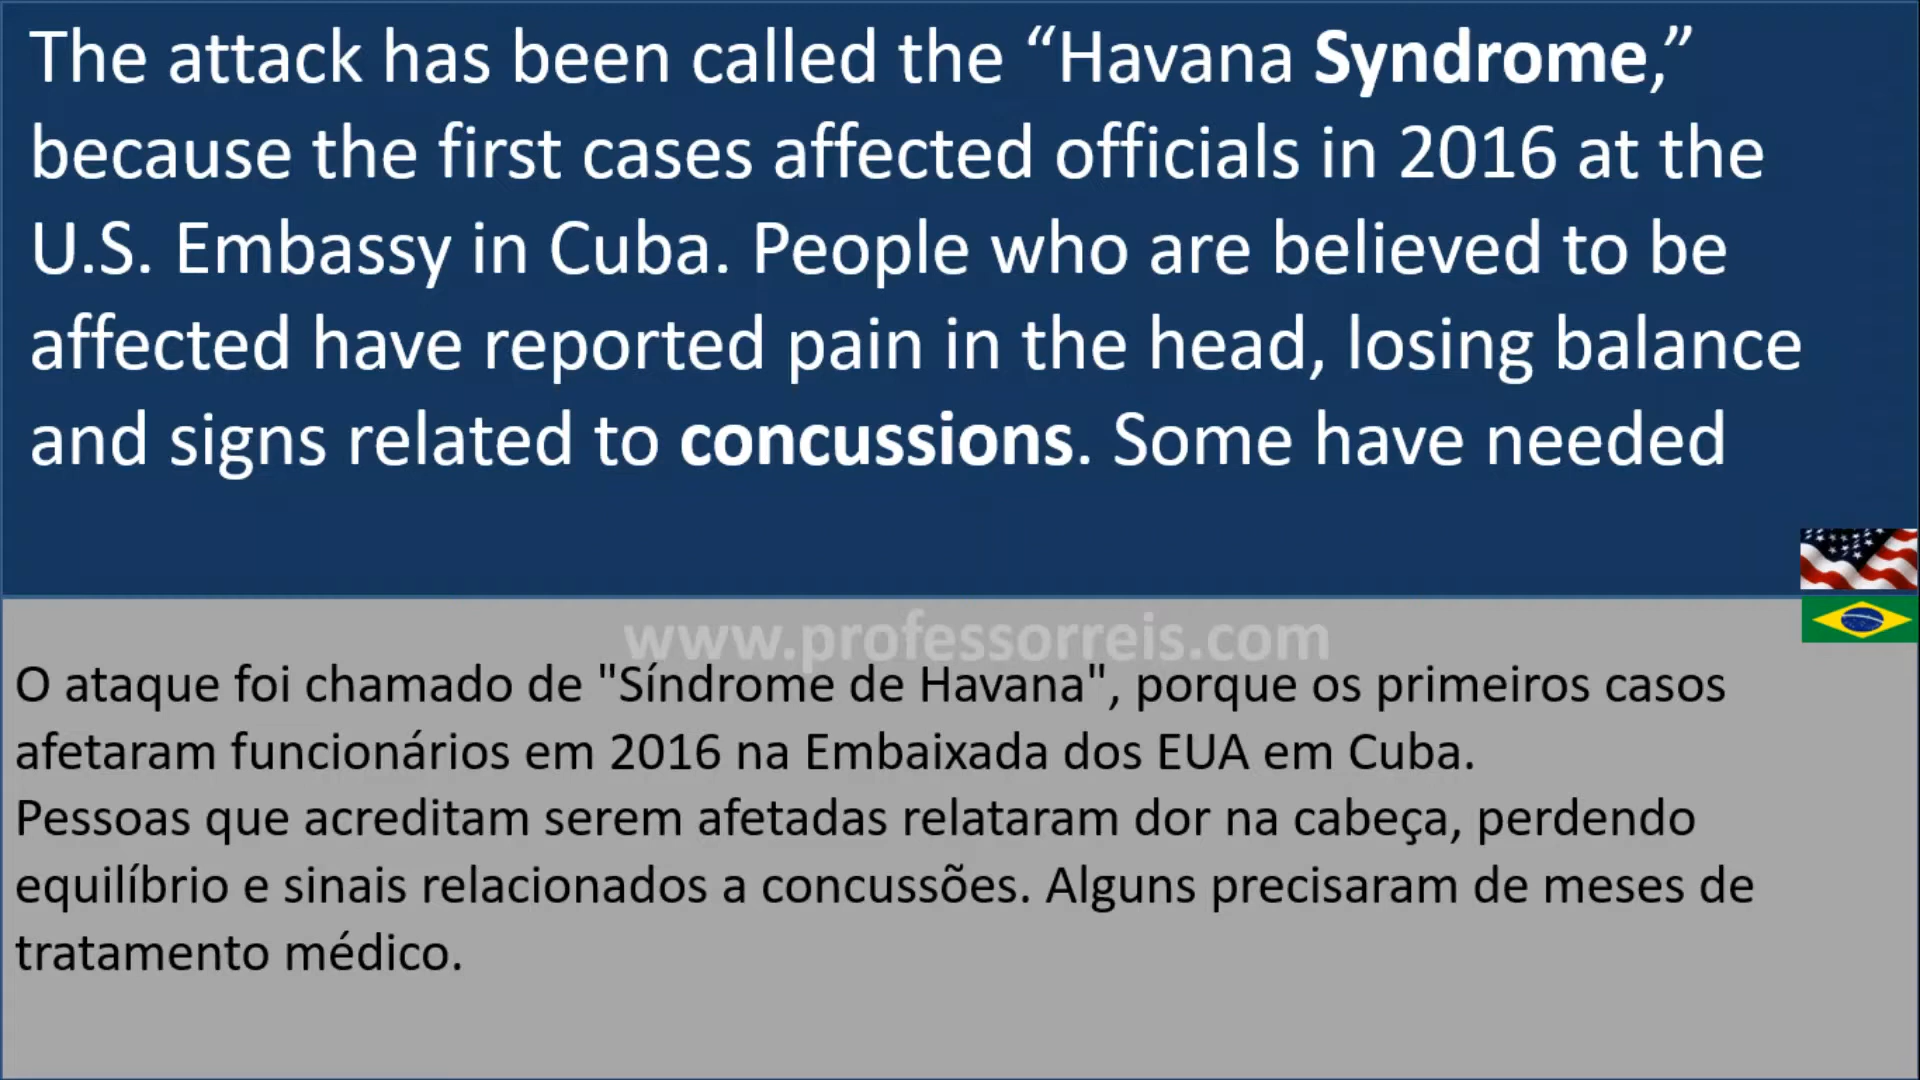 The attack has been called the “Havana Syndrome,”
because the first cases affected officials in 2016 at the
U.S. Embassy in Cuba. People who are believed to be
affected have reported pain in the head, losing balance
and signs related to concussions. Some have needed
www.professorreis.com
O ataque foi chamado de "Síndrome de Havana", porque os primeiros casos
afetaram funcionários em 2016 na Embaixada dos EUA em Cuba.
Pessoas que acreditam serem afetadas relataram dor na cabeça, perdendo
equilíbrio e sinais relacionados a concussões. Alguns precisaram de meses de
tratamento médico.